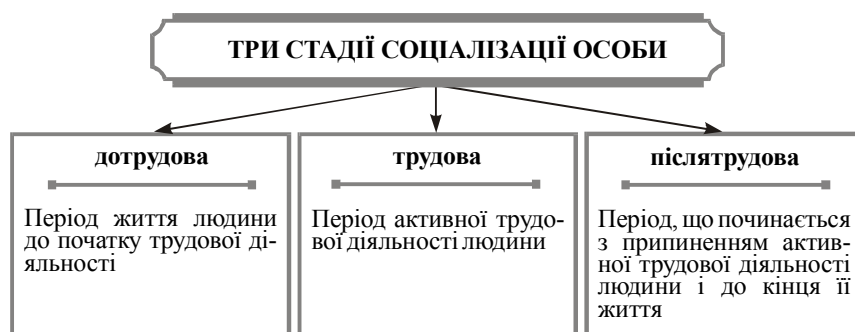 ТРИ СТАДІЇ СОЦІАЛІЗАЦІЇ ОСОБИ
дотрудова
Період життя людини
до початку трудової ді-
яльності
трудова
Період активної трудо-
вої діяльності людини
післятрудова
Період, що починається
з припиненням актив-
ної трудової діяльності
людини і до кінця її
життя